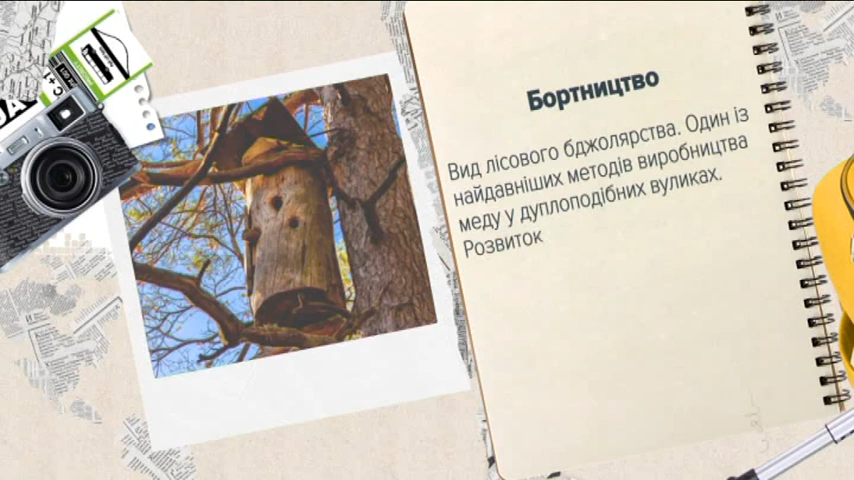 Бортництво
Вид лісового бджолярства. Один із
найдавніших методів виробництва
меду у дуплоподібних вуликах.
Розвиток